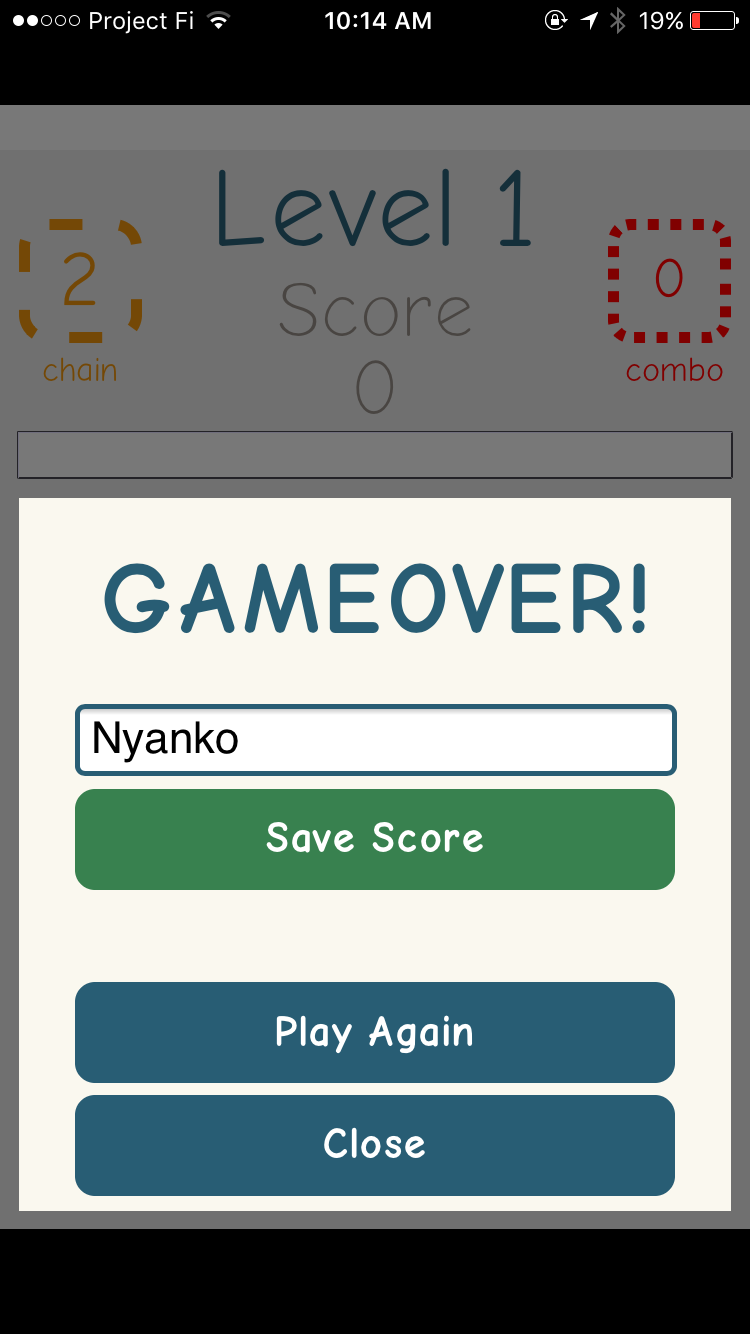 Project Fi 10:14 AM 19%
Level 1
2
0
Score
chain
combo
0
GAMEOVER!
Nyanko
Save Score
Play Again
Close